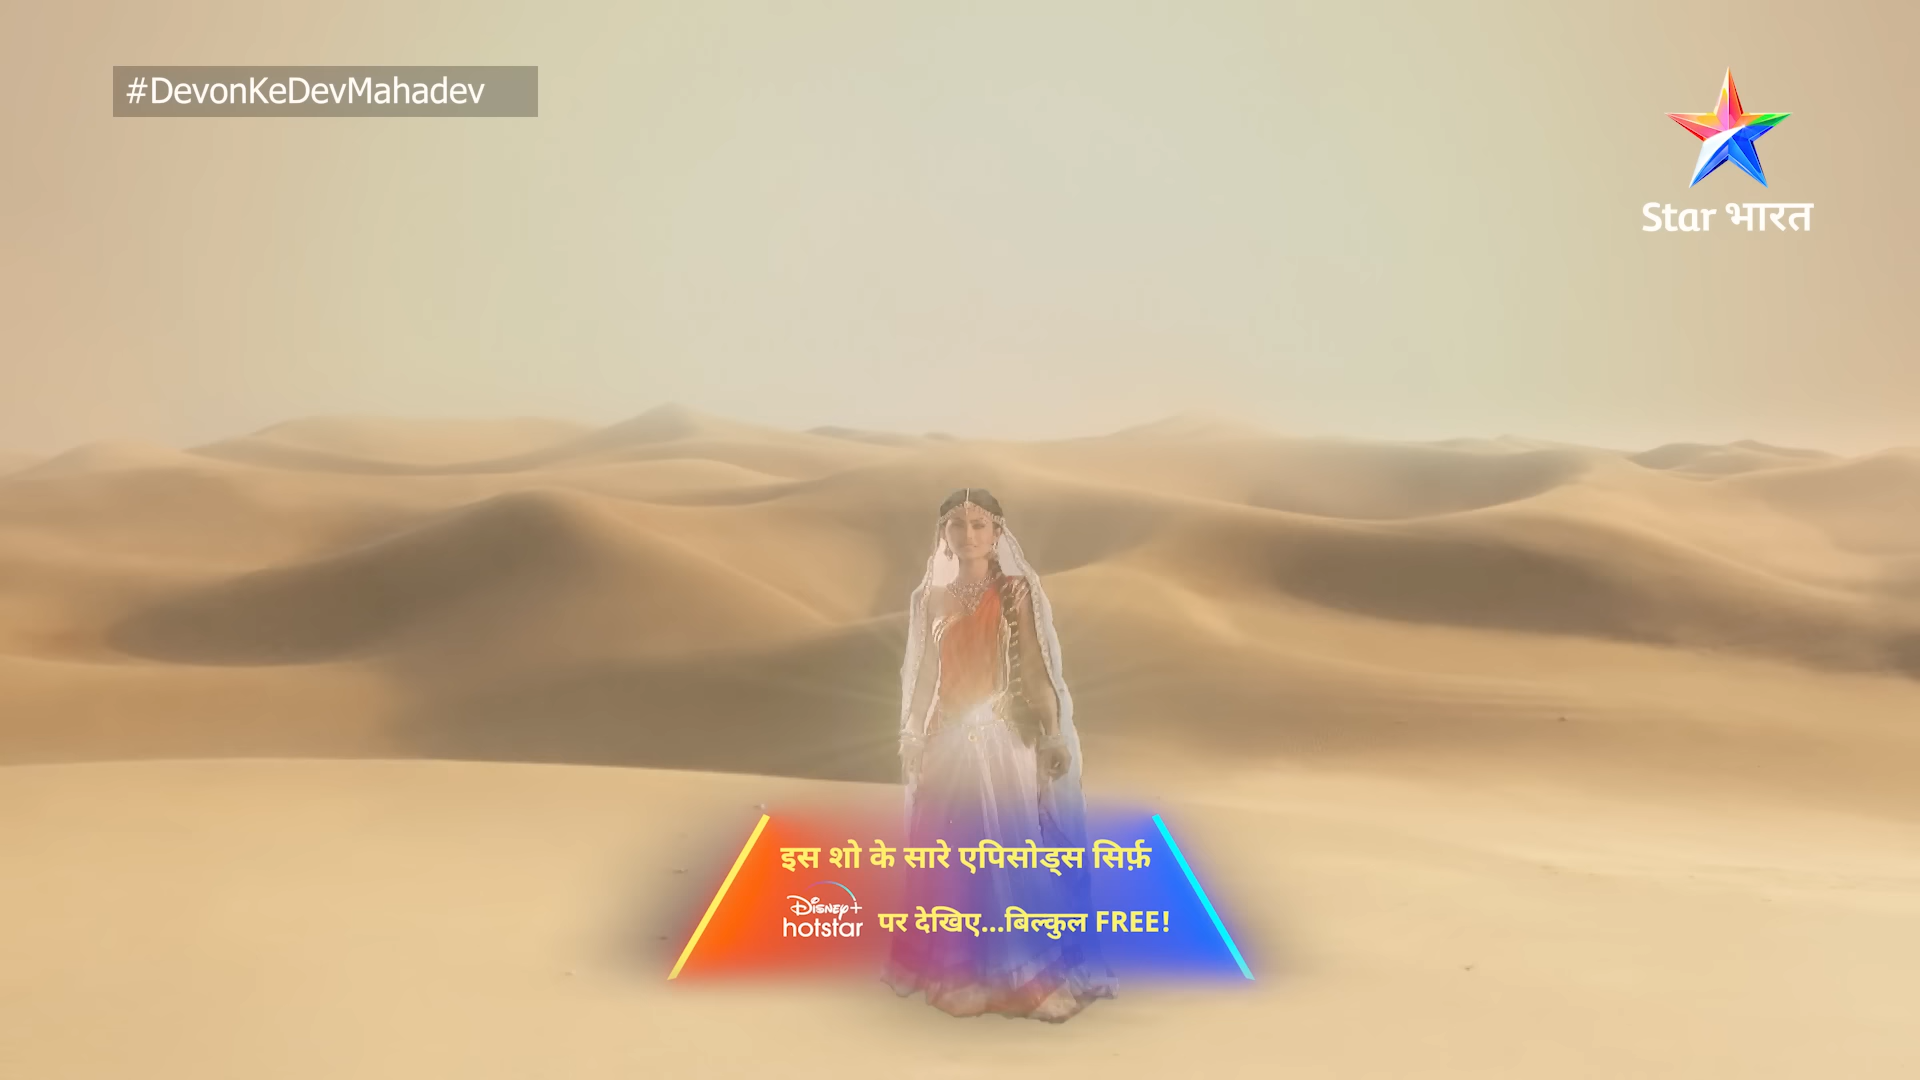 #DevonKeDevMahadev
Star भारत
इस शो के सारे एपिसोड्स सिर्फ़
Disney+ hotstar पर देखिए...बिल्कुल FREE!